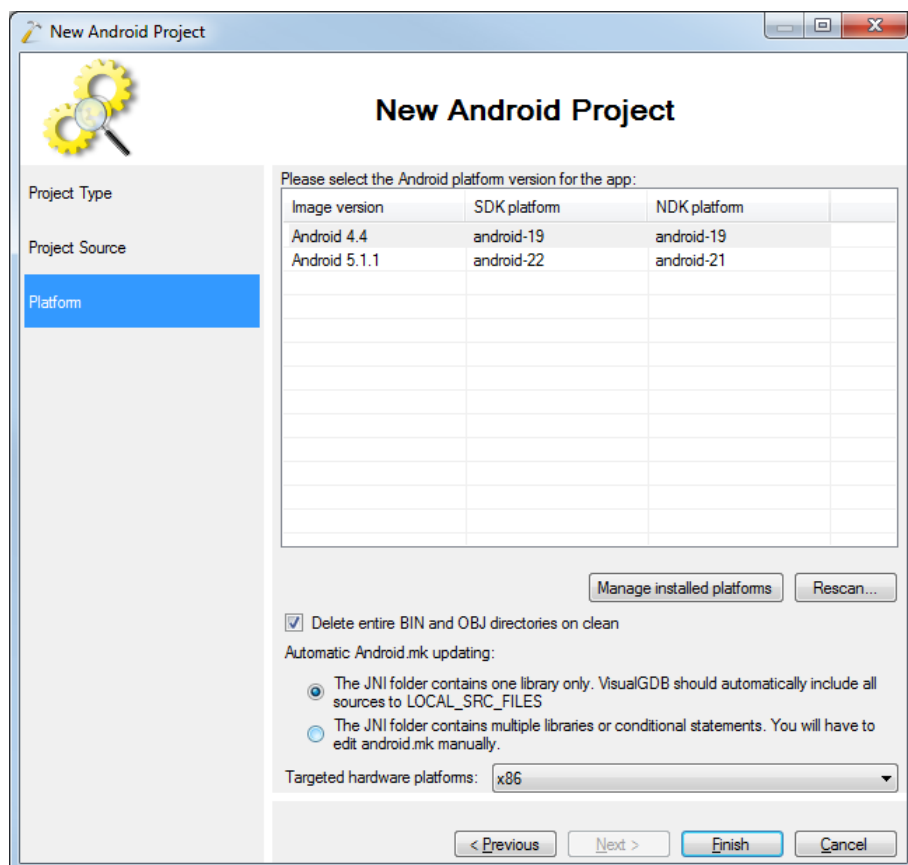 New Android Project
New Android Project
Project Type
Project Source
Platform
Please select the Android platform version for the app:
Image version SDK platform NDK platform
Android 4.4 android-19 android-19
Android 5.1.1 android-22 android-21
Manage installed platforms Rescan...
Delete entire BIN and OBJ directories on clean
Automatic Android.mk updating:
The JNI folder contains one library only. VisualGDB should automatically include all
sources to LOCAL_SRC_FILES
The JNI folder contains multiple libraries or conditional statements. You will have to
edit android.mk manually.
Targeted hardware platforms: x86
< Previous Next > Finish Cancel